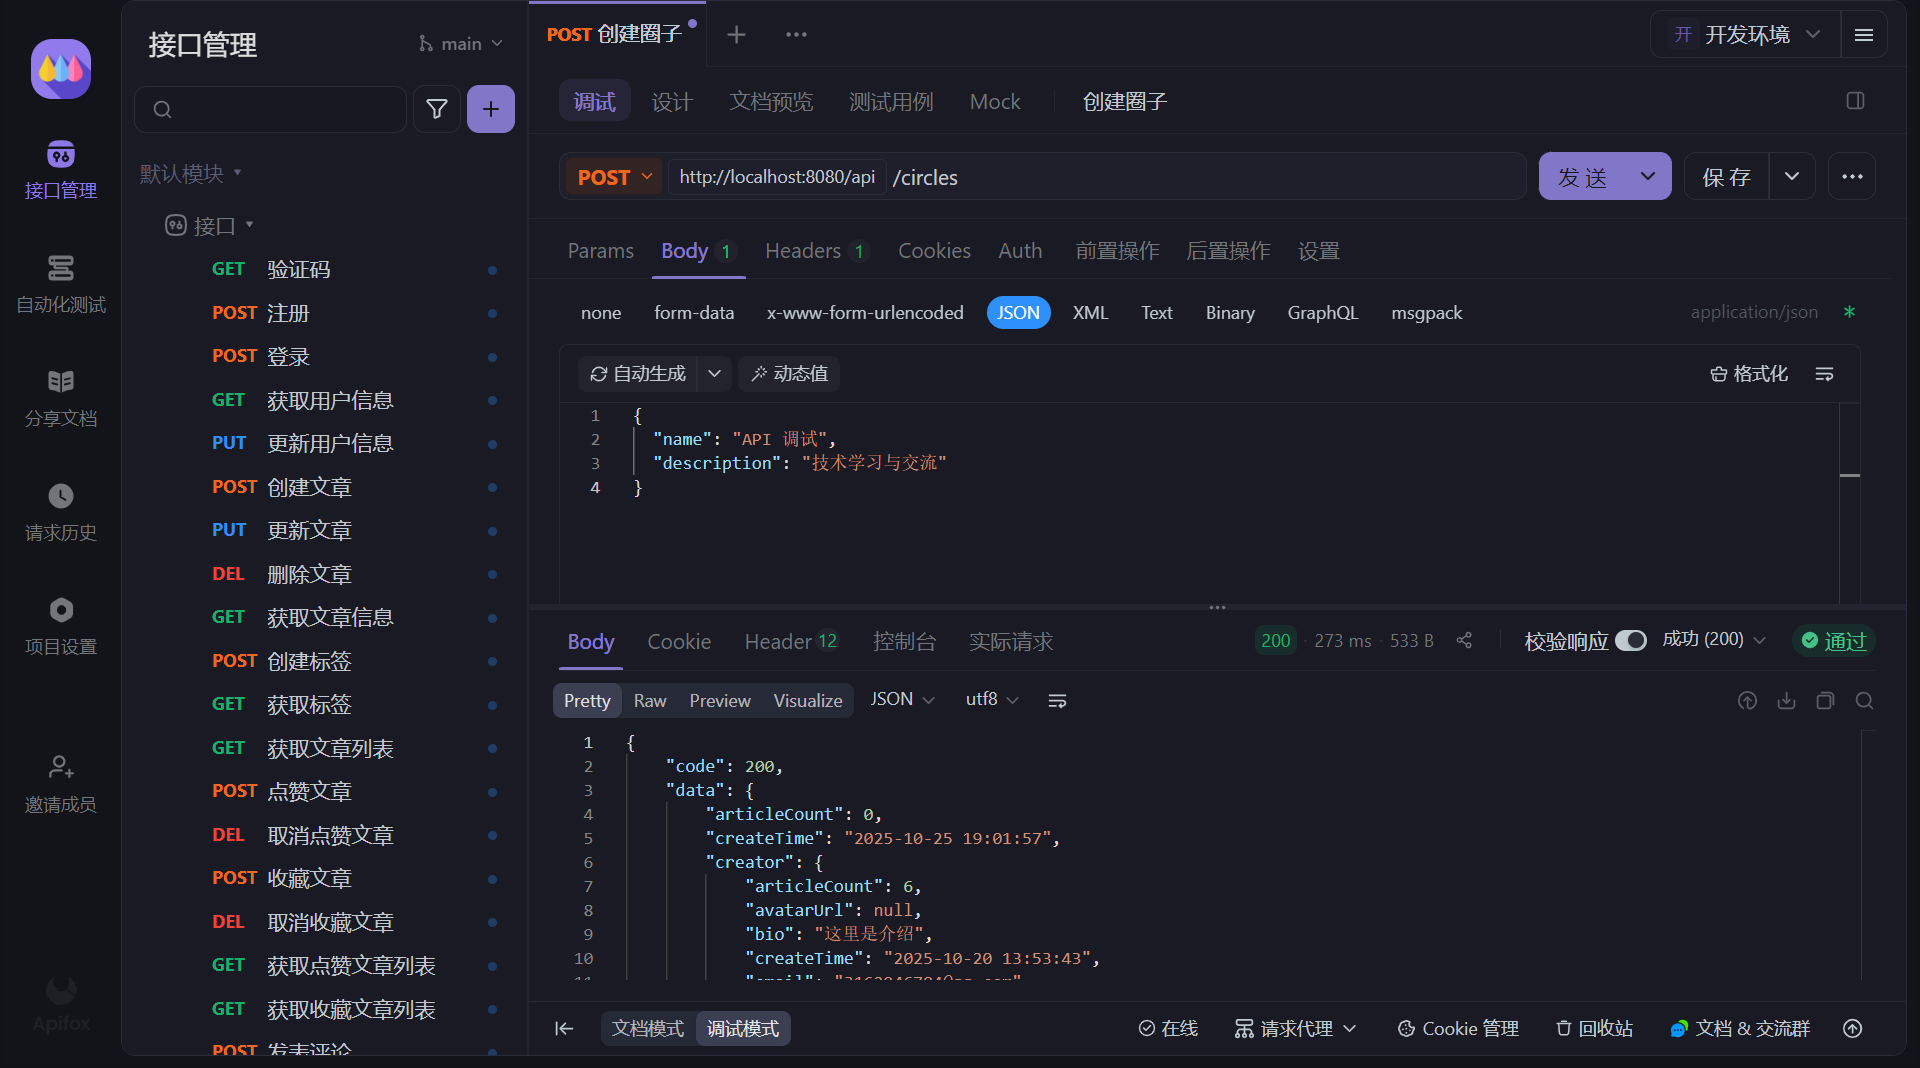 接口管理
自动化测试
分享文档
请求历史
项目设置
邀请成员
Apifox
接口管理
main
默认模块
接口
GET 验证码
POST 注册
POST 登录
GET 获取用户信息
PUT 更新用户信息
POST 创建文章
PUT 更新文章
DEL 删除文章
GET 获取文章信息
POST 创建标签
GET 获取标签
GET 获取文章列表
POST 点赞文章
DEL 取消点赞文章
POST 收藏文章
DEL 取消收藏文章
GET 获取点赞文章列表
GET 获取收藏文章列表
POST 发表评论
POST 创建圈子
开 开发环境
调试 设计 文档预览 测试用例 Mock 创建圈子
POST http://localhost:8080/api /circles 发 送 保 存
Params Body 1 Headers 1 Cookies Auth 前置操作 后置操作 设置
none form-data x-www-form-urlencoded JSON XML Text Binary GraphQL msgpack application/json *
自动生成 动态值 格式化
1 {
2 "name": "API 调试",
3 "description": "技术学习与交流"
4 }
Body Cookie Header 12 控制台 实际请求 200 · 273 ms · 533 B 校验响应 成功 (200) 通过
Pretty Raw Preview Visualize JSON utf8
1 {
2 "code": 200,
3 "data": {
4 "articleCount": 0,
5 "createTime": "2025-10-25 19:01:57",
6 "creator": {
7 "articleCount": 6,
8 "avatarUrl": null,
9 "bio": "这里是介绍",
10 "createTime": "2025-10-20 13:53:43",
文档模式 调试模式 在线 请求代理 Cookie 管理 回收站 文档 & 交流群